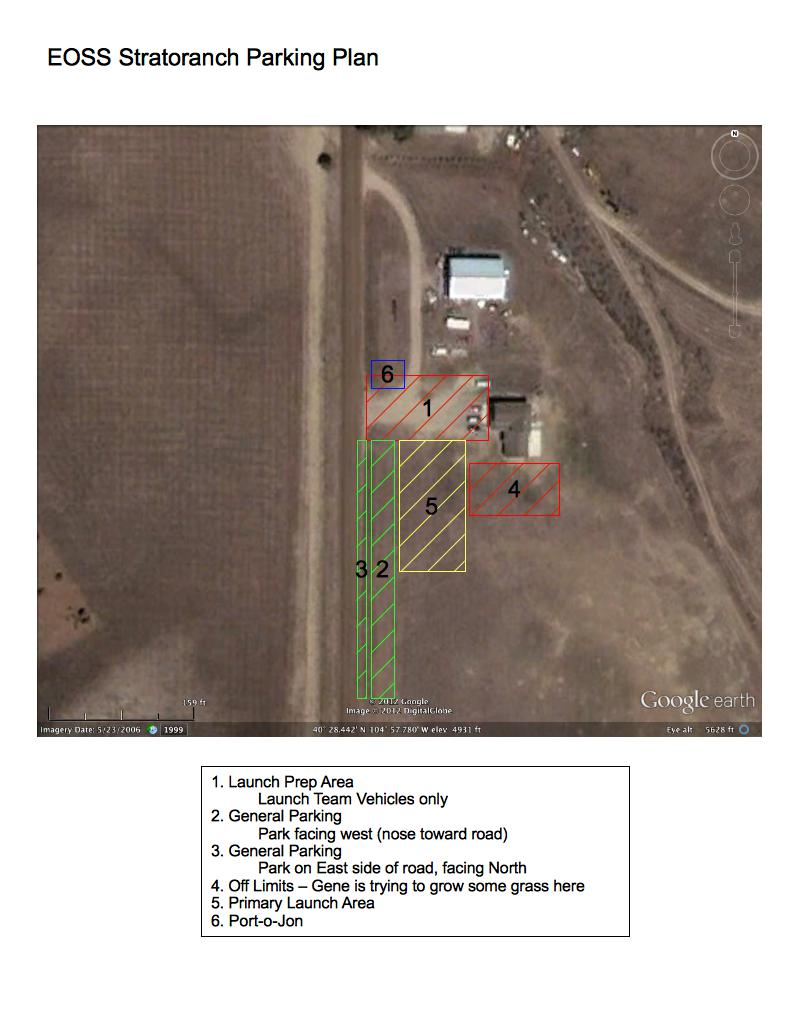 EOSS Stratoranch Parking Plan
N
6
1
4
5
3 2
159 ft
© 2012 Google
Image © 2012 DigitalGlobe
Google earth
Imagery Date: 5/23/2006 1999 40° 28.442' N 104° 57.780' W elev 4931 ft Eye alt 5628 ft
1. Launch Prep Area
Launch Team Vehicles only
2. General Parking
Park facing west (nose toward road)
3. General Parking
Park on East side of road, facing North
4. Off Limits – Gene is trying to grow some grass here
5. Primary Launch Area
6. Port-o-Jon